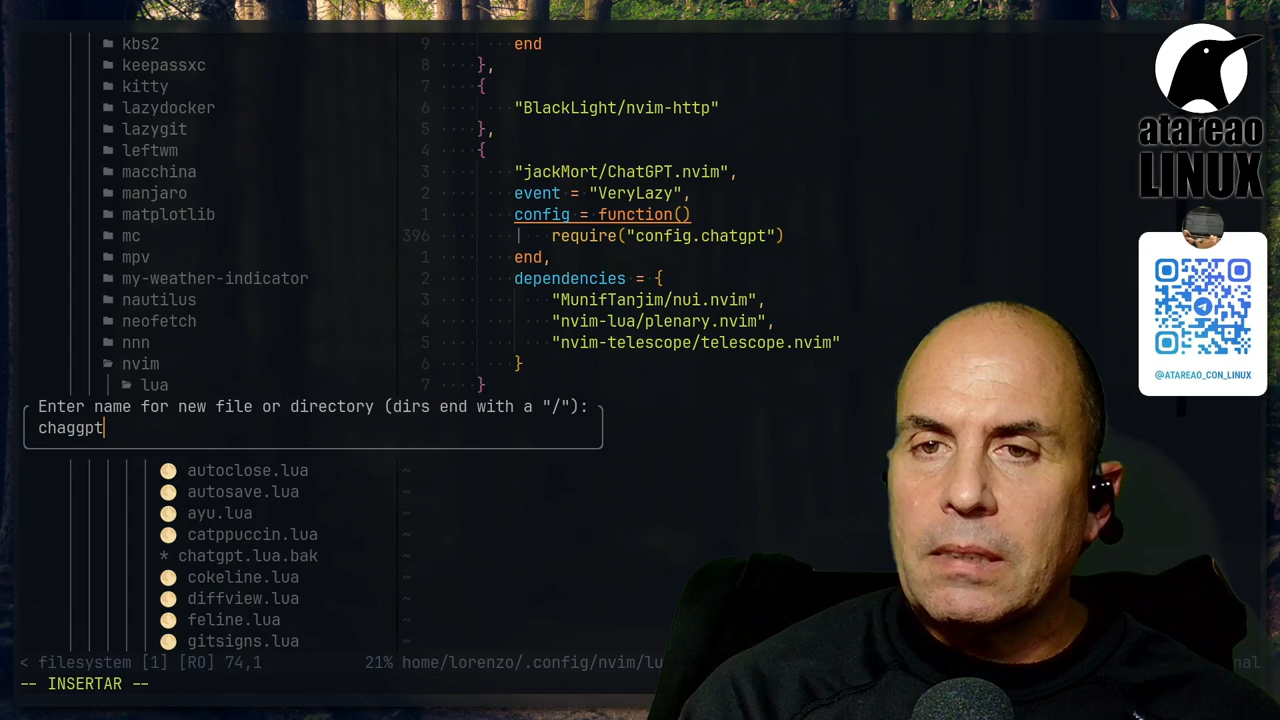 kbs2
keepassxc
kitty
lazydocker
lazygit
leftwm
macchina
manjaro
matplotlib
mc
mpv
my-weather-indicator
nautilus
neofetch
nnn
nvim
lua
9 end
8 },
7 {
6 "BlackLight/nvim-http"
5 },
4 {
3 "jackMort/ChatGPT.nvim",
2 event = "VeryLazy",
1 config = function()
396 require("config.chatgpt")
1 end,
2 dependencies = {
3 "MunifTanjim/nui.nvim",
4 "nvim-lua/plenary.nvim",
5 "nvim-telescope/telescope.nvim"
6 }
7 }
Enter name for new file or directory (dirs end with a "/"):
chaggpt
autoclose.lua
autosave.lua
ayu.lua
catppuccin.lua
* chatgpt.lua.bak
cokeline.lua
diffview.lua
feline.lua
gitsigns.lua
~
~
~
~
~
~
~
~
~
< filesystem [1] [RO] 74,1 21% home/lorenzo/.config/nvim/lu
nal
-- INSERTAR --
atareao
LINUX
@ATAREAO_CON_LINUX